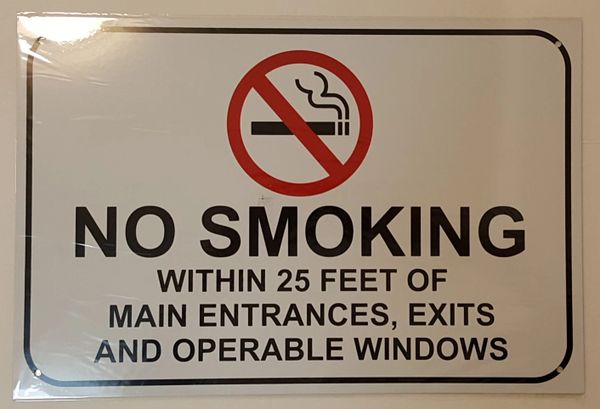 NO SMOKING
WITHIN 25 FEET OF
MAIN ENTRANCES, EXITS
AND OPERABLE WINDOWS